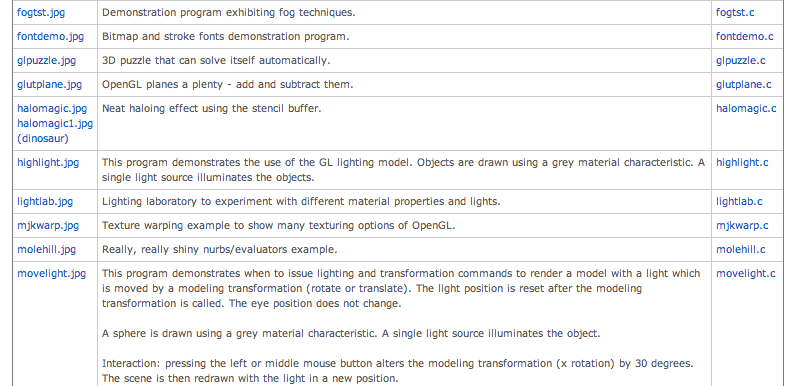 fogtst.jpg Demonstration program exhibiting fog techniques. fogtst.c
fontdemo.jpg Bitmap and stroke fonts demonstration program. fontdemo.c
glpuzzle.jpg 3D puzzle that can solve itself automatically. glpuzzle.c
glutplane.jpg OpenGL planes a plenty - add and subtract them. glutplane.c
halomagic.jpg Neat haloing effect using the stencil buffer. halomagic.c
halomagic1.jpg
(dinosaur)
highlight.jpg This program demonstrates the use of the GL lighting model. Objects are drawn using a grey material characteristic. A highlight.c
single light source illuminates the objects.
lightlab.jpg Lighting laboratory to experiment with different material properties and lights. lightlab.c
mjkwarp.jpg Texture warping example to show many texturing options of OpenGL. mjkwarp.c
molehill.jpg Really, really shiny nurbs/evaluators example. molehill.c
movelight.jpg This program demonstrates when to issue lighting and transformation commands to render a model with a light which movelight.c
is moved by a modeling transformation (rotate or translate). The light position is reset after the modeling
transformation is called. The eye position does not change.
A sphere is drawn using a grey material characteristic. A single light source illuminates the object.
Interaction: pressing the left or middle mouse button alters the modeling transformation (x rotation) by 30 degrees.
The scene is then redrawn with the light in a new position.